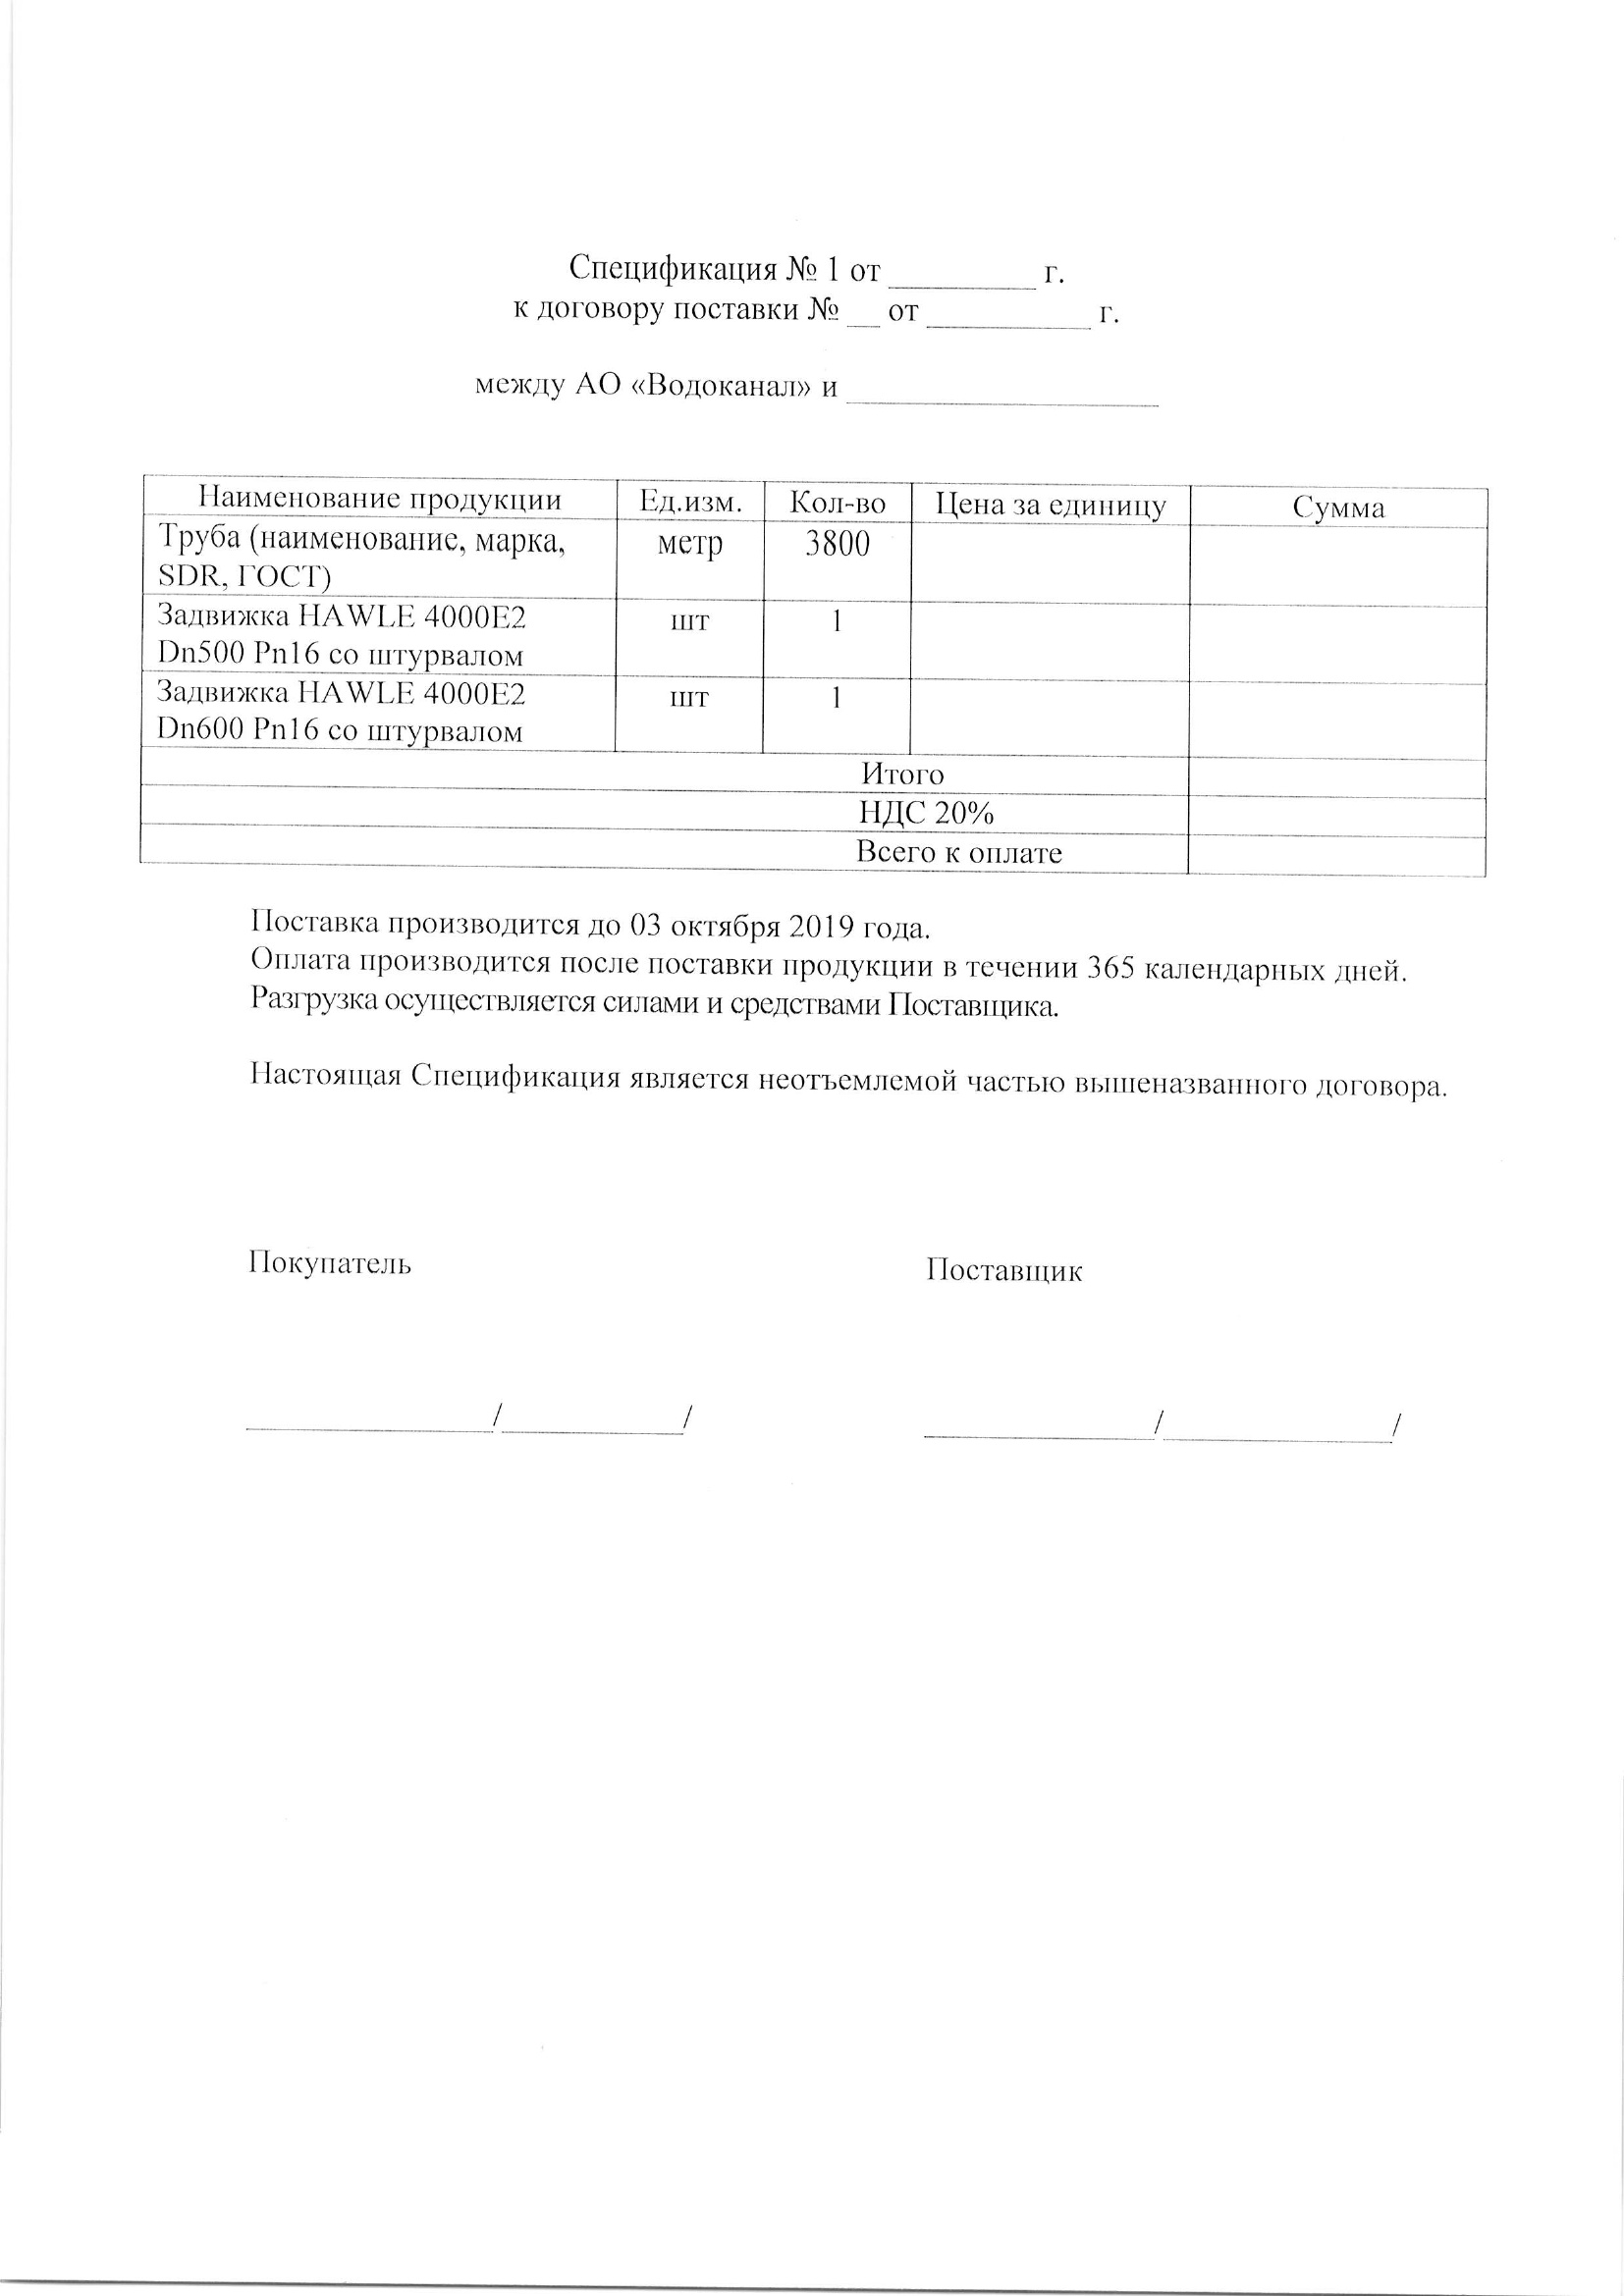 Спецификация № 1 от _________ г.
к договору поставки № __ от __________ г.
между АО «Водоканал» и ___________________
Наименование продукции Ед.изм. Кол-во Цена за единицу Сумма
Труба (наименование, марка, метр 3800
SDR, ГОСТ)
Задвижка HAWLE 4000E2 шт 1
Dn500 Pn16 со штурвалом
Задвижка HAWLE 4000E2 шт 1
Dn600 Pn16 со штурвалом
Итого
НДС 20%
Всего к оплате
Поставка производится до 03 октября 2019 года.
Оплата производится после поставки продукции в течении 365 календарных дней.
Разгрузка осуществляется силами и средствами Поставщика.
Настоящая Спецификация является неотъемлемой частью вышеназванного договора.
Покупатель Поставщик
_______________/___________/ ______________/______________/